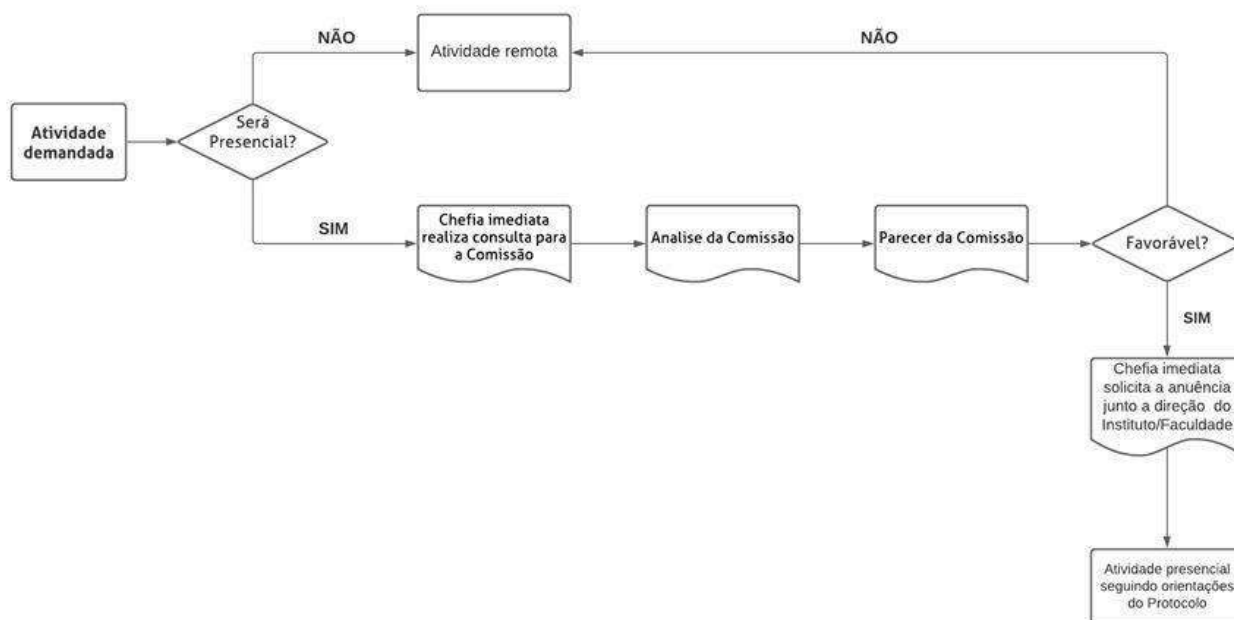 NÃO
Atividade remota
NÃO
Será
Presencial?
Atividade
demandada
SIM
Chefia imediata
realiza consulta para
a Comissão
Analise da Comissão
Parecer da Comissão
Favorável?
SIM
Chefia imediata
solicita a anuência
junto a direção do
Instituto/Faculdade
Atividade presencial
seguindo orientações
do Protocolo